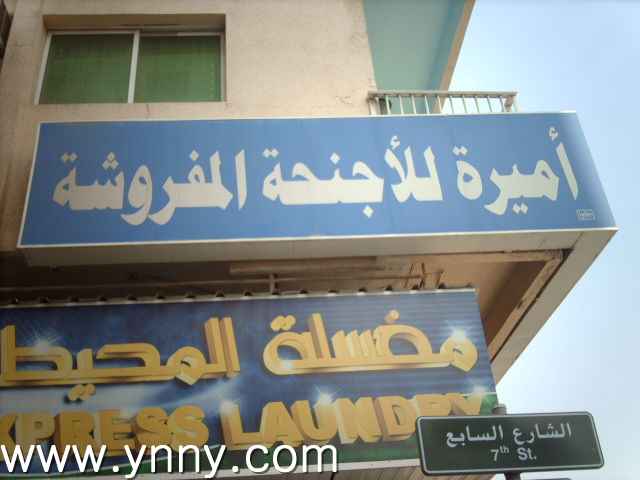 أميرة للأجنحة المفروشة
مغسلة المحيط
XPRESS LAUNDRY
الشارع السابع
7th St.
www.ynny.com